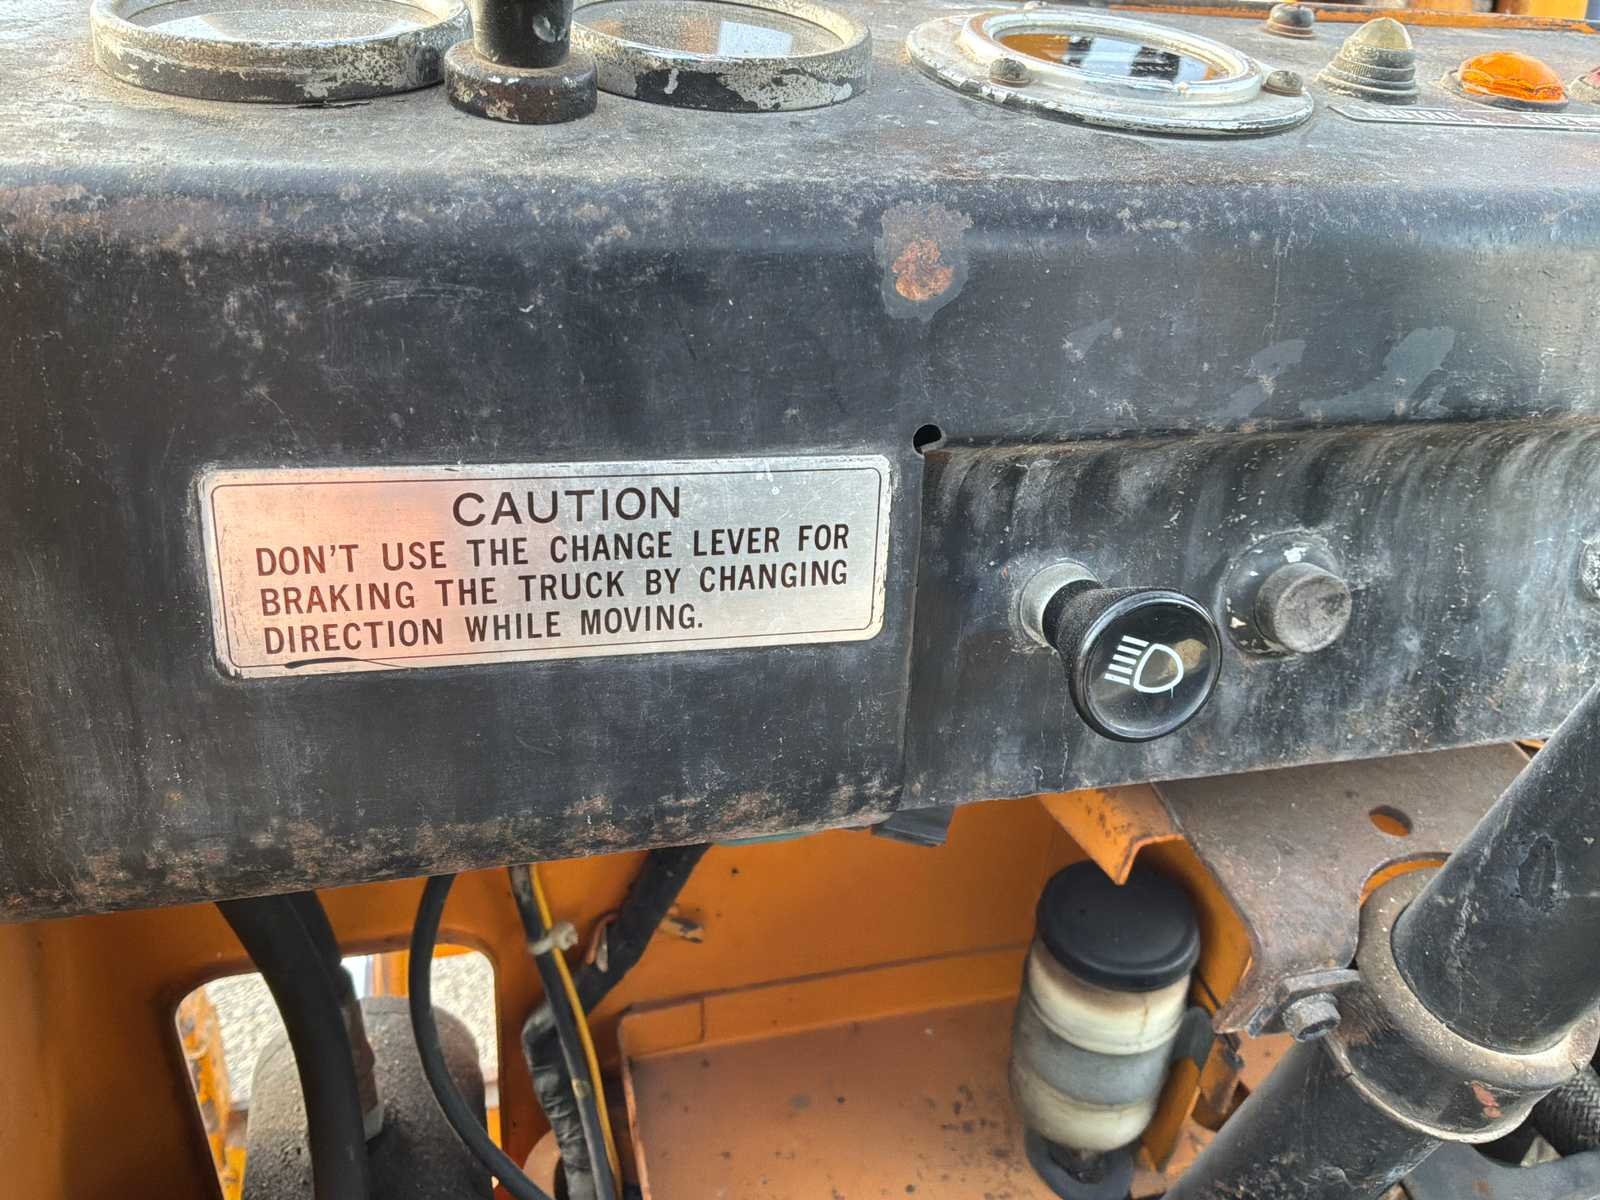 CAUTION
DON'T USE THE CHANGE LEVER FOR
BRAKING THE TRUCK BY CHANGING
DIRECTION WHILE MOVING.